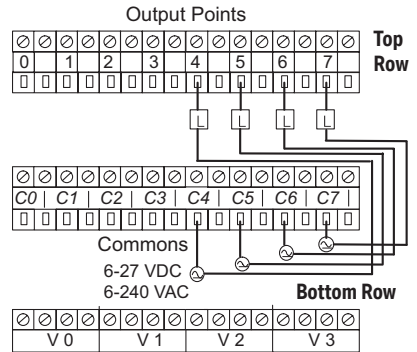 Output Points
Top Row
0 1 2 3 4 5 6 7
L L L L
C0 | C1 | C2 | C3 | C4 | C5 | C6 | C7 |
Commons
6-27 VDC
6-240 VAC
Bottom Row
V 0 V 1 V 2 V 3